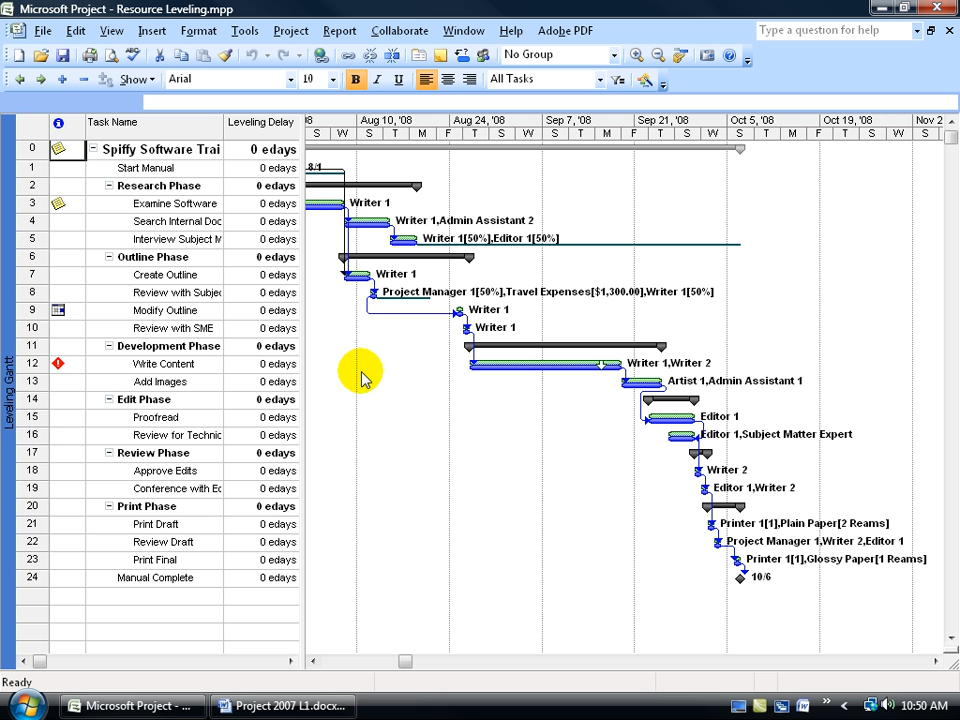 Microsoft Project - Resource Leveling.mpp
File Edit View Insert Format Tools Project Report Collaborate Window Help Adobe PDF
Type a question for help
No Group
Show Arial 10 B I U All Tasks
Task Name Leveling Delay
08 Aug 10, '08 Aug 24, '08 Sep 7, '08 Sep 21, '08 Oct 5, '08 Oct 19, '08 Nov 2
S W S T M F T S W S T M F T S W S T M F T S
0 Spiffy Software Trai 0 edays
1 Start Manual 0 edays 8/1
2 Research Phase 0 edays
3 Examine Software 0 edays Writer 1
4 Search Internal Doc 0 edays Writer 1,Admin Assistant 2
5 Interview Subject M 0 edays Writer 1[50%],Editor 1[50%]
6 Outline Phase 0 edays
7 Create Outline 0 edays Writer 1
8 Review with Subje 0 edays Project Manager 1[50%],Travel Expenses[$1,300.00],Writer 1[50%]
9 Modify Outline 0 edays Writer 1
10 Review with SME 0 edays Writer 1
11 Development Phase 0 edays
12 Write Content 0 edays Writer 1,Writer 2
13 Add Images 0 edays Artist 1,Admin Assistant 1
14 Edit Phase 0 edays
15 Proofread 0 edays Editor 1
16 Review for Technic 0 edays Editor 1,Subject Matter Expert
17 Review Phase 0 edays
18 Approve Edits 0 edays Writer 2
19 Conference with Ec 0 edays Editor 1,Writer 2
20 Print Phase 0 edays
21 Print Draft 0 edays Printer 1[1],Plain Paper[2 Reams]
22 Review Draft 0 edays Project Manager 1,Writer 2,Editor 1
23 Print Final 0 edays Printer 1[1],Glossy Paper[1 Reams]
24 Manual Complete 0 edays 10/6
Leveling Gantt
Ready
Microsoft Project - ... Project 2007 L1.docx... 10:50 AM